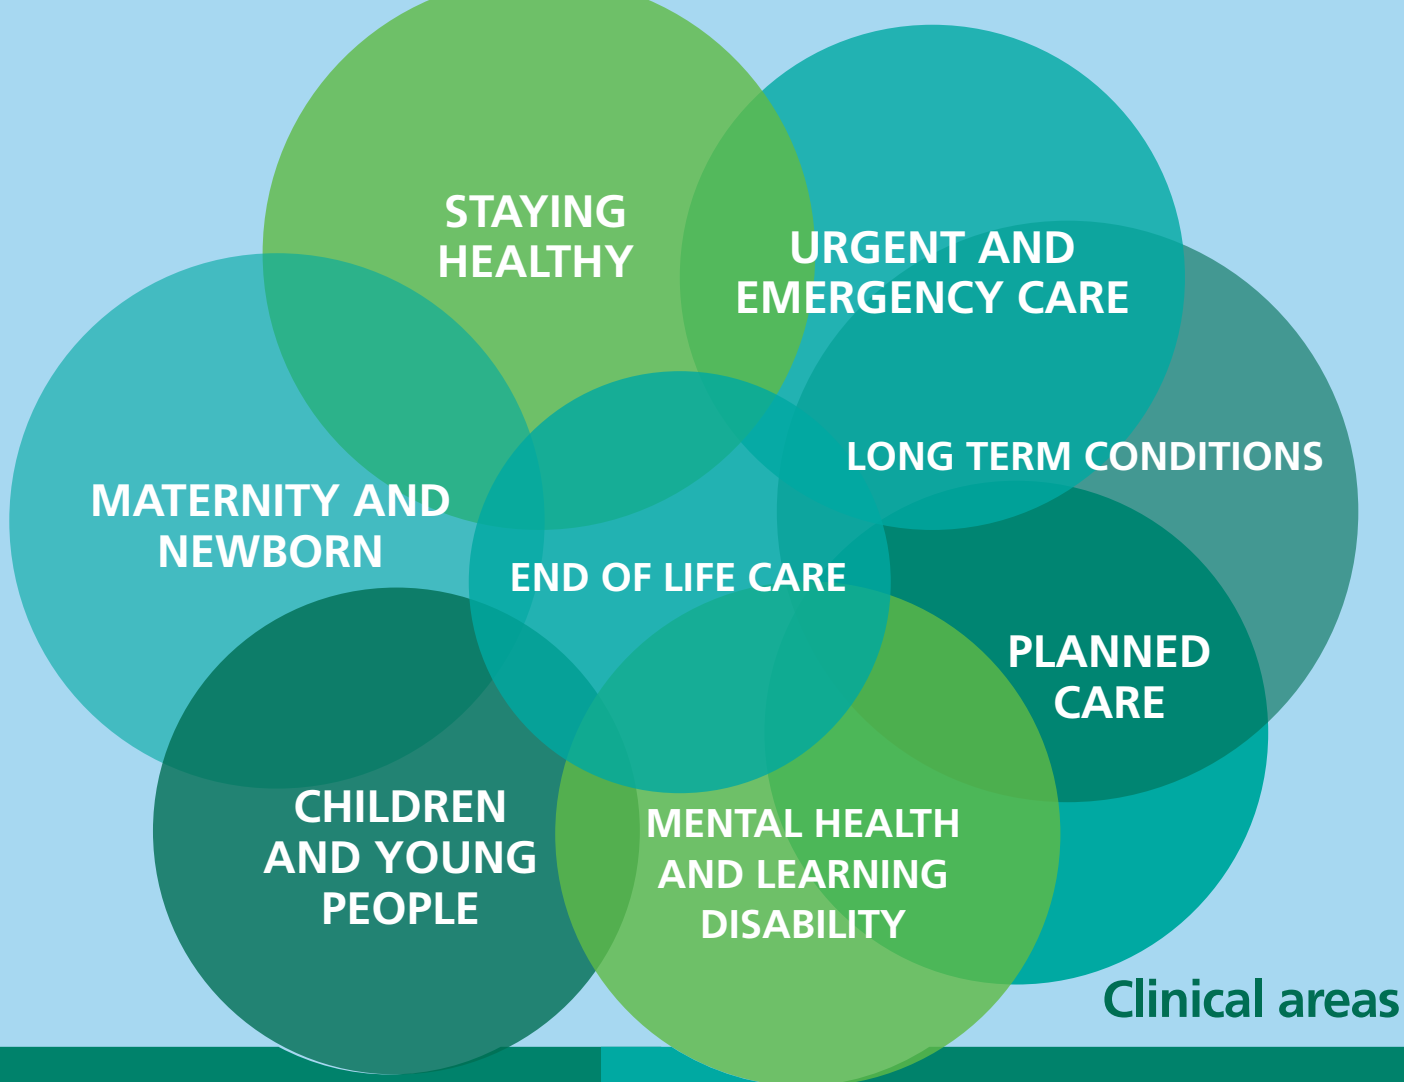 STAYING
HEALTHY
URGENT AND
EMERGENCY CARE
LONG TERM CONDITIONS
MATERNITY AND
NEWBORN
END OF LIFE CARE
PLANNED
CARE
CHILDREN
AND YOUNG
PEOPLE
MENTAL HEALTH
AND LEARNING
DISABILITY
Clinical areas